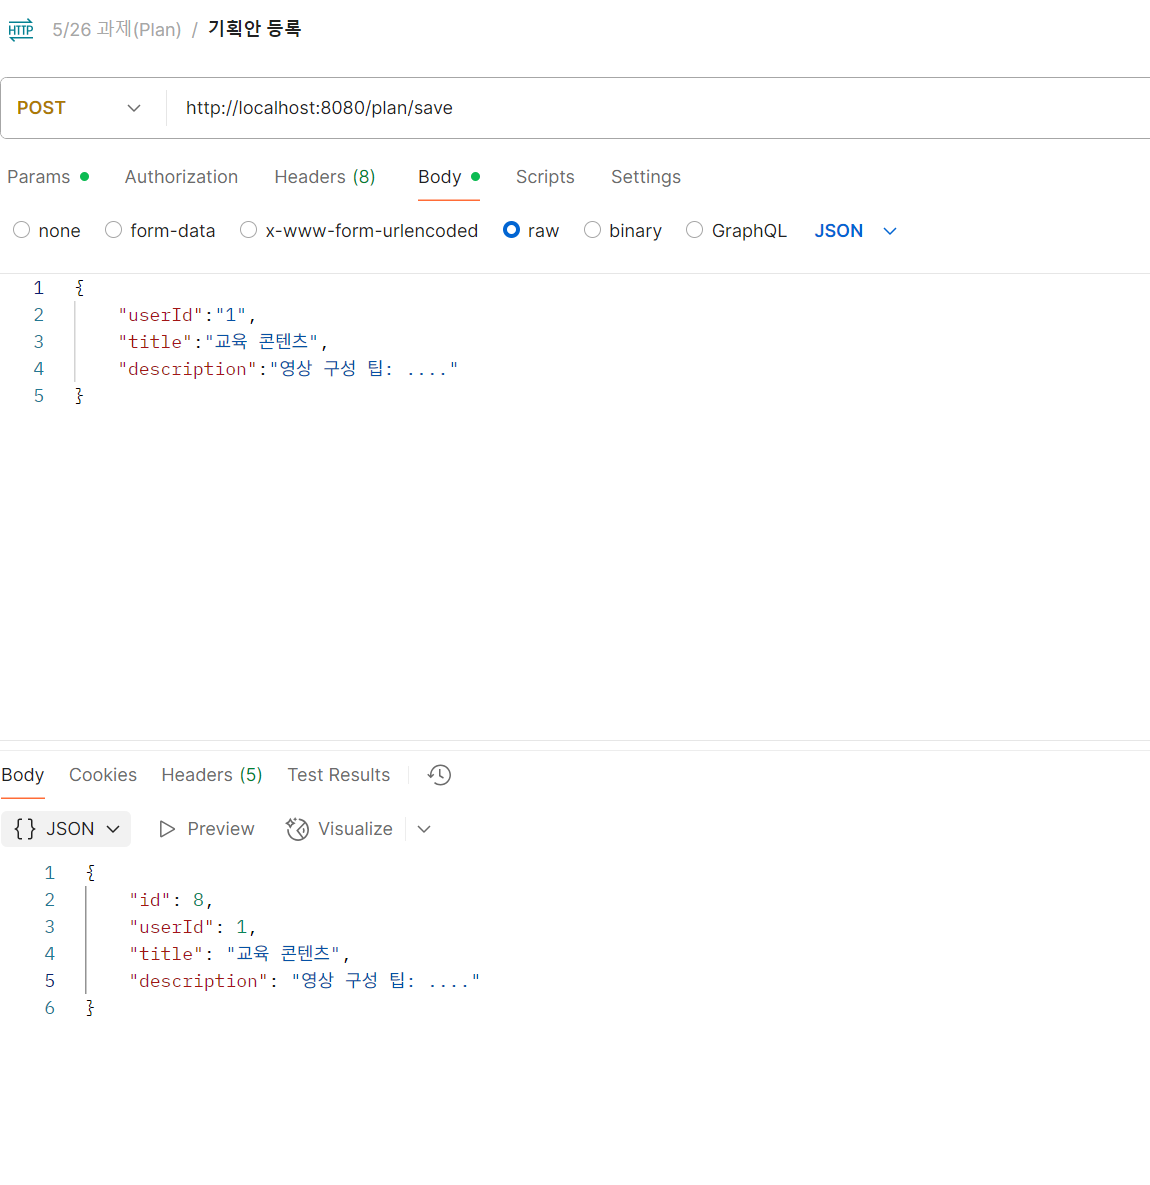 HTTP 5/26 과제(Plan) / 기획안 등록
POST http://localhost:8080/plan/save
Params Authorization Headers (8) Body Scripts Settings
none form-data x-www-form-urlencoded raw binary GraphQL JSON
1 {
2 "userId":"1",
3 "title":"교육 콘텐츠",
4 "description":"영상 구성 팁: ...."
5 }
Body Cookies Headers (5) Test Results
{} JSON Preview Visualize
1 {
2 "id": 8,
3 "userId": 1,
4 "title": "교육 콘텐츠",
5 "description": "영상 구성 팁: ...."
6 }